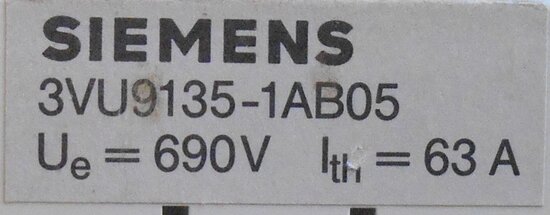 SIEMENS
3VU9135-1AB05
Ue = 690V Ith = 63 A